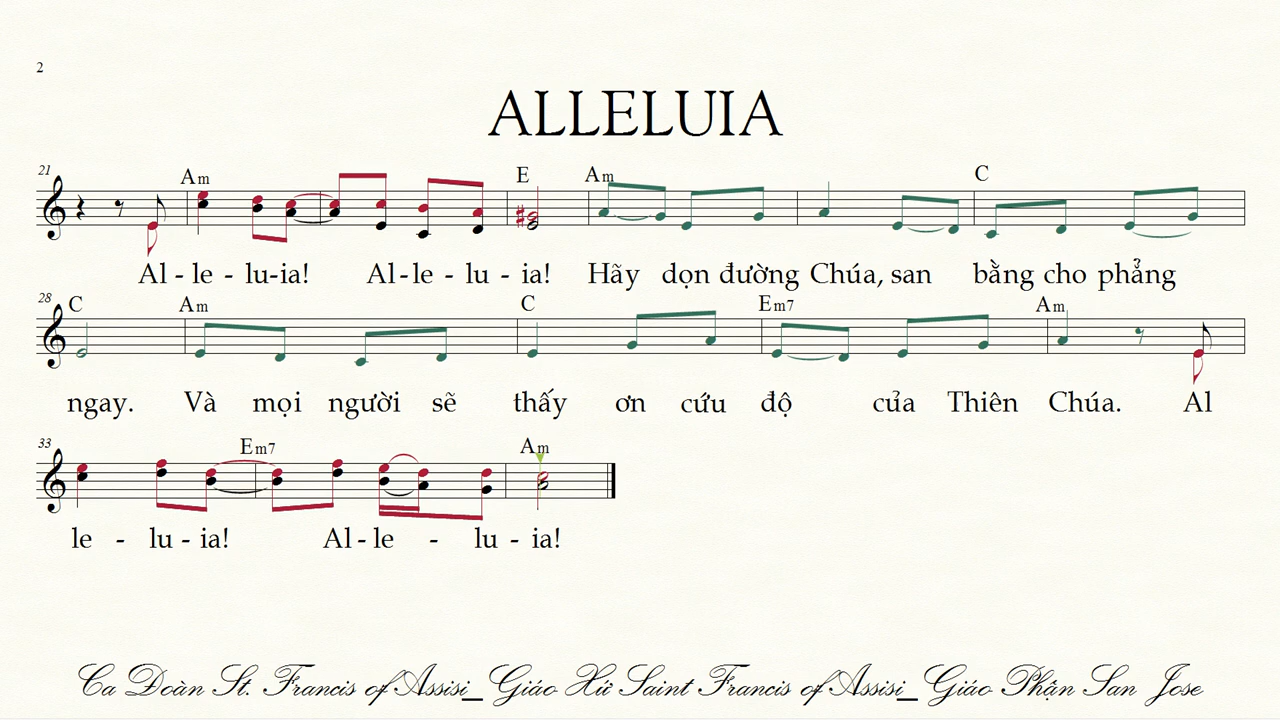 2
ALLELUIA
21 Am E Am C
Al - le - lu-ia! Al-le - lu - ia! Hãy dọn đường Chúa, san bằng cho phẳng
28 C Am C Em7 Am
ngay. Và mọi người sẽ thấy ơn cứu độ của Thiên Chúa. Al
33 Em7 Am
le - lu - ia! Al-le - lu - ia!
Ca Đoàn St. Francis of Assisi_Giáo Xứ Saint Francis of Assisi_Giáo Phận San Jose